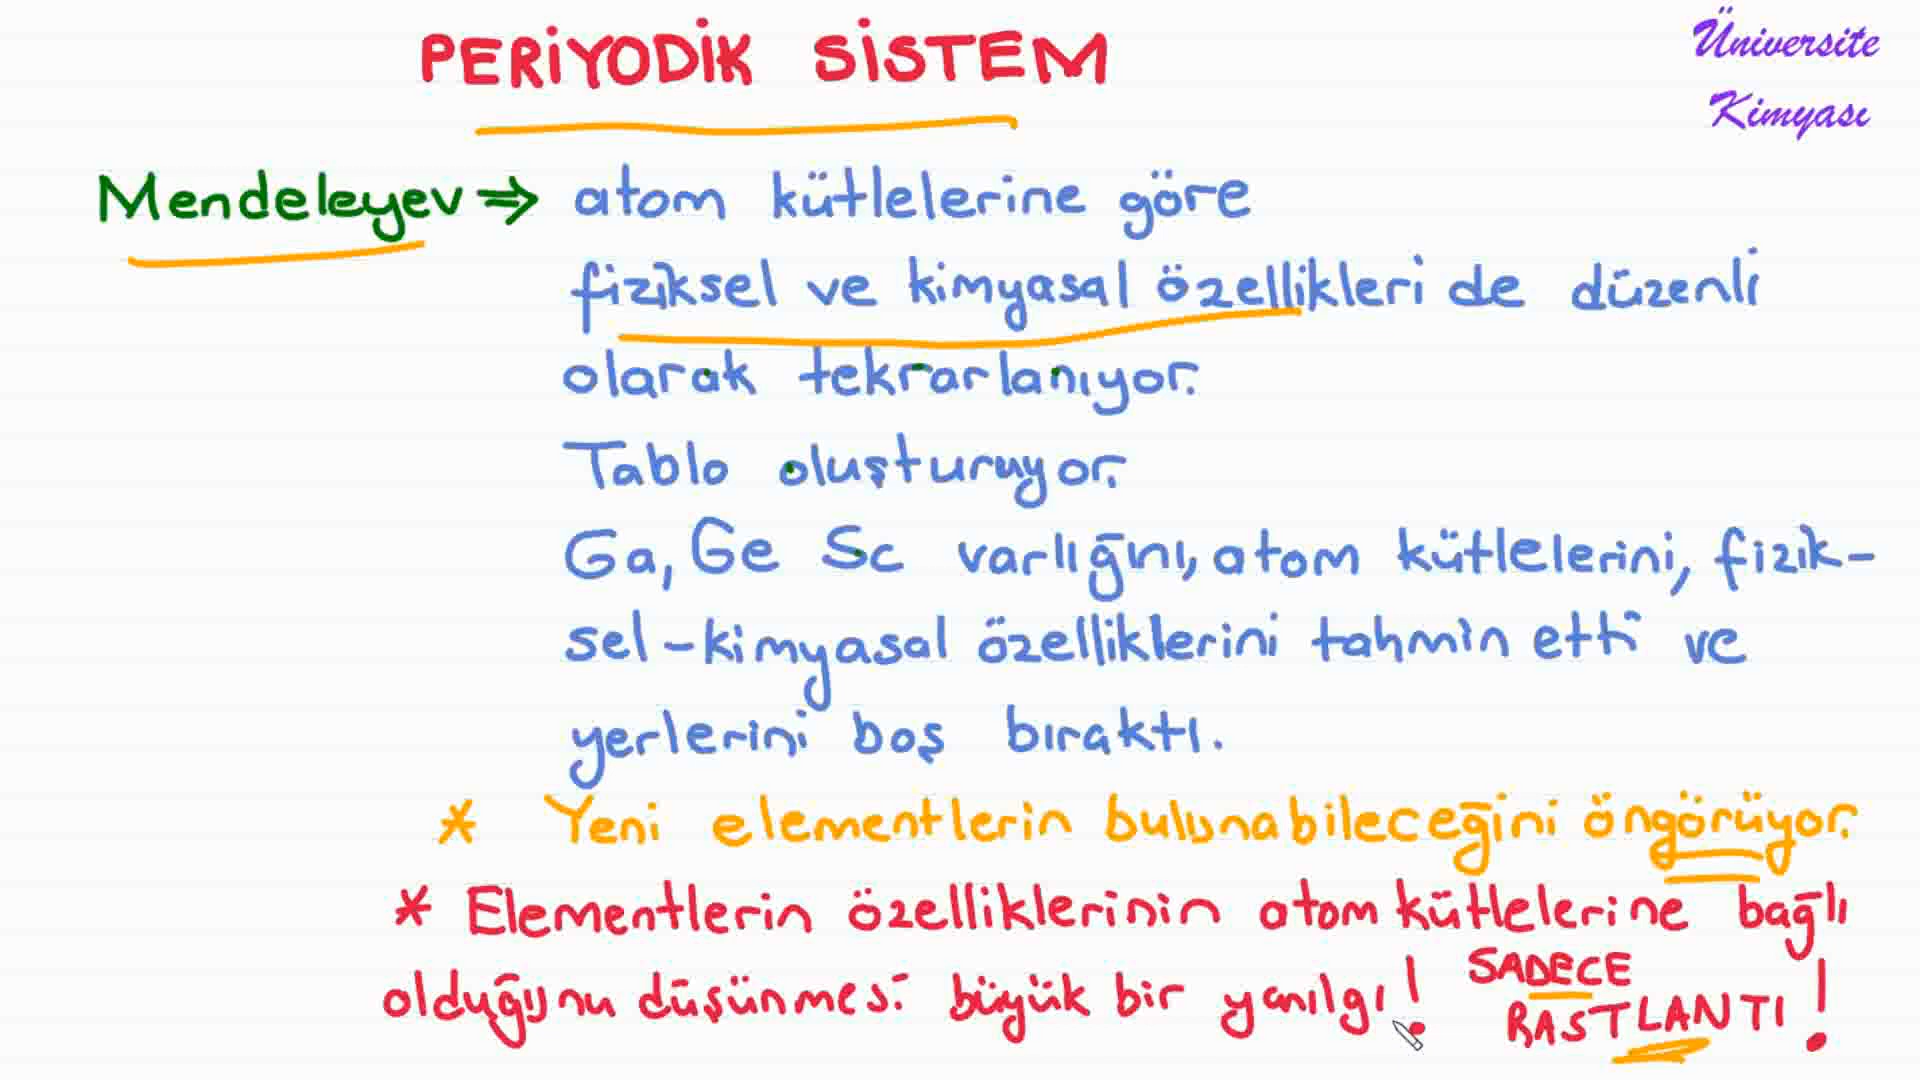 PERİYODİK SİSTEM
Üniversite
Kimyası
Mendeleyev ⇒ atom kütlelerine göre
fiziksel ve kimyasal özellikleri de düzenli
olarak tekrarlanıyor.
Tablo oluşturuyor.
Ga, Ge Sc varlığını, atom kütlelerini, fizik-
sel-kimyasal özelliklerini tahmin etti ve
yerlerini boş bıraktı.
* Yeni elementlerin bulunabileceğini öngörüyor.
* Elementlerin özelliklerinin atom kütlelerine bağlı
olduğunu düşünmesi büyük bir yanılgı!
SADECE
RASTLANTI!